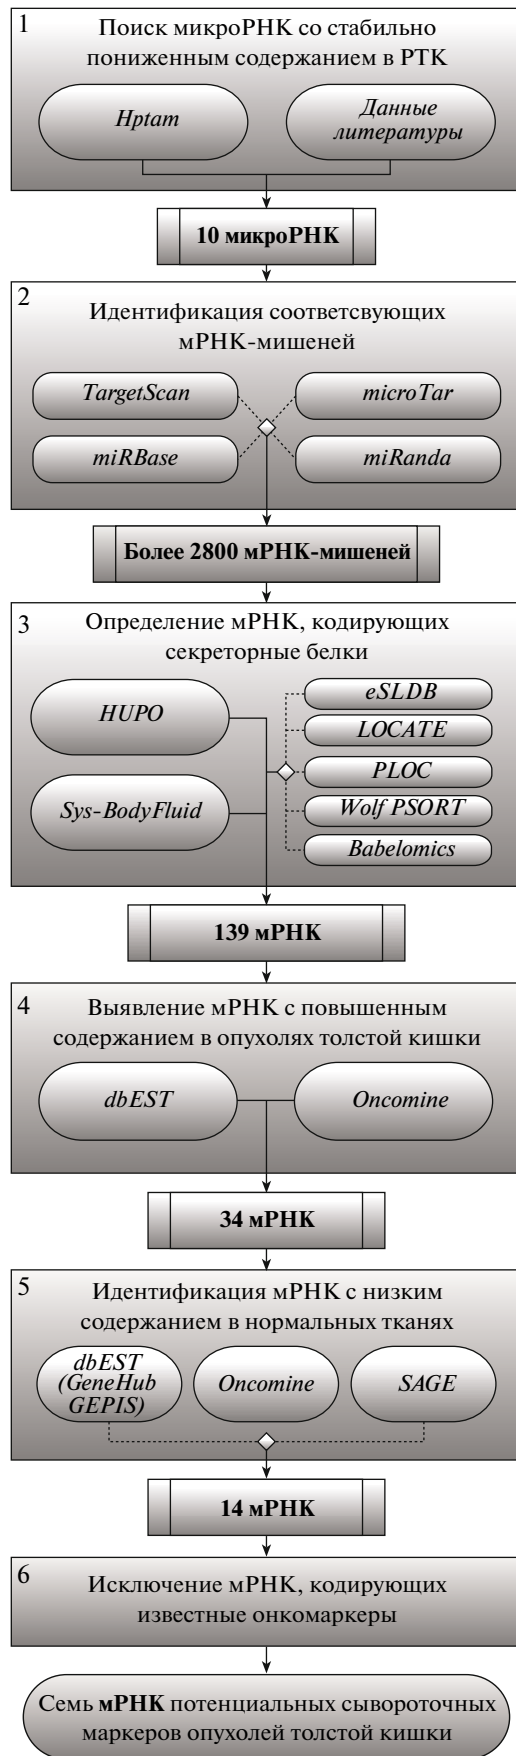 1
Поиск микроРНК со стабильно
пониженным содержанием в РТК
Hptam
Данные
литературы
10 микроРНК
2
Идентификация соответсвующих
мРНК-мишеней
TargetScan
microTar
miRBase
miRanda
Более 2800 мРНК-мишеней
3
Определение мРНК, кодирующих
секреторные белки
HUPO
Sys-BodyFluid
eSLDB
LOCATE
PLOC
Wolf PSORT
Babelomics
139 мРНК
4
Выявление мРНК с повышенным
содержанием в опухолях толстой кишки
dbEST
Oncomine
34 мРНК
5
Идентификация мРНК с низким
содержанием в нормальных тканях
dbEST
(GeneHub
GEPIS)
Oncomine
SAGE
14 мРНК
6
Исключение мРНК, кодирующих
известные онкомаркеры
Семь мРНК потенциальных сывороточных
маркеров опухолей толстой кишки